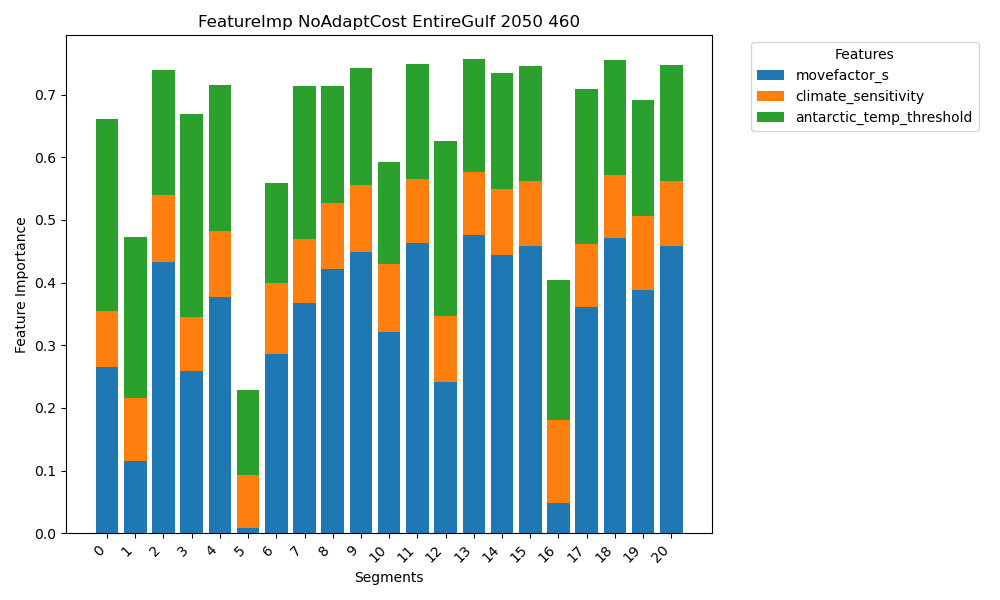 FeatureImp NoAdaptCost EntireGulf 2050 460
Feature Importance
0.7
0.6
0.5
0.4
0.3
0.2
0.1
0.0
0 1 2 3 4 5 6 7 8 9 10 11 12 13 14 15 16 17 18 19 20
Segments
Features
movefactor_s
climate_sensitivity
antarctic_temp_threshold